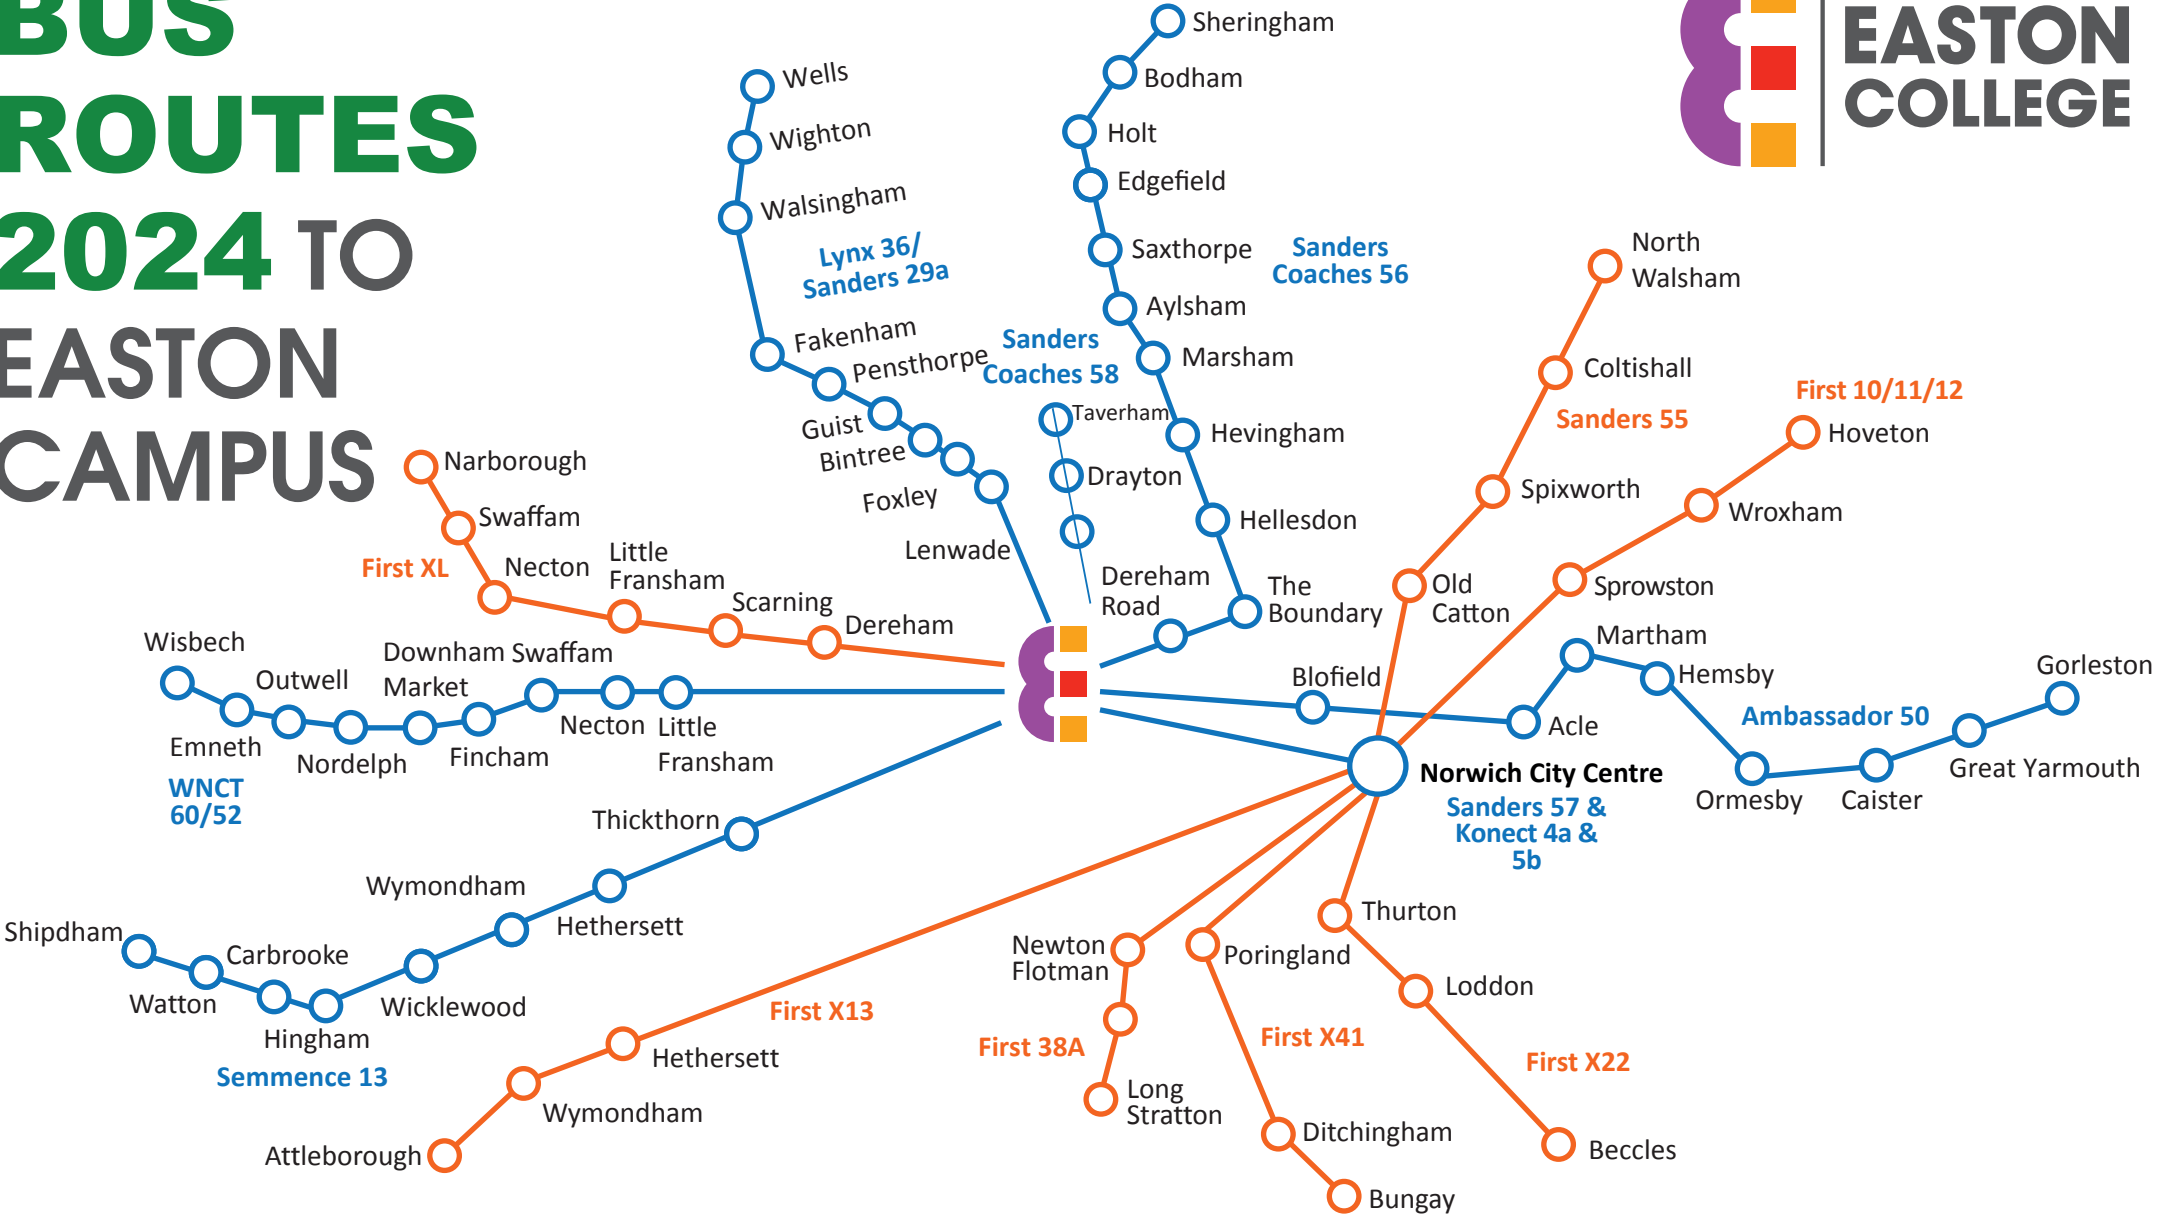 BUS
ROUTES
2024 TO
EASTON
CAMPUS
EASTON
COLLEGE
Sheringham
Bodham
Holt
Edgefield
Saxthorpe
Aylsham
Marsham
Hevingham
Hellesdon
The
Boundary
Dereham
Road
Sanders
Coaches 56
Wells
Wighton
Walsingham
Lynx 36/
Sanders 29a
Fakenham
Pensthorpe
Guist
Bintree
Foxley
Lenwade
Sanders
Coaches 58
Taverham
Drayton
North
Walsham
Coltishall
Sanders 55
Spixworth
Old
Catton
First 10/11/12
Hoveton
Wroxham
Sprowston
Narborough
Swaffam
First XL
Necton
Little
Fransham
Scarning
Dereham
Wisbech
Outwell
Downham
Market
Swaffam
Emneth
Nordelph
Fincham
Necton
Little
Fransham
WNCT
60/52
Blofield
Acle
Martham
Hemsby
Ambassador 50
Gorleston
Ormesby
Caister
Great Yarmouth
Norwich City Centre
Sanders 57 &
Konect 4a &
5b
Thickthorn
Wymondham
Hethersett
Shipdham
Carbrooke
Watton
Wicklewood
Hingham
Semmence 13
First X13
Hethersett
Wymondham
Attleborough
Newton
Flotman
First 38A
Long
Stratton
Poringland
First X41
Ditchingham
Bungay
Thurton
Loddon
First X22
Beccles